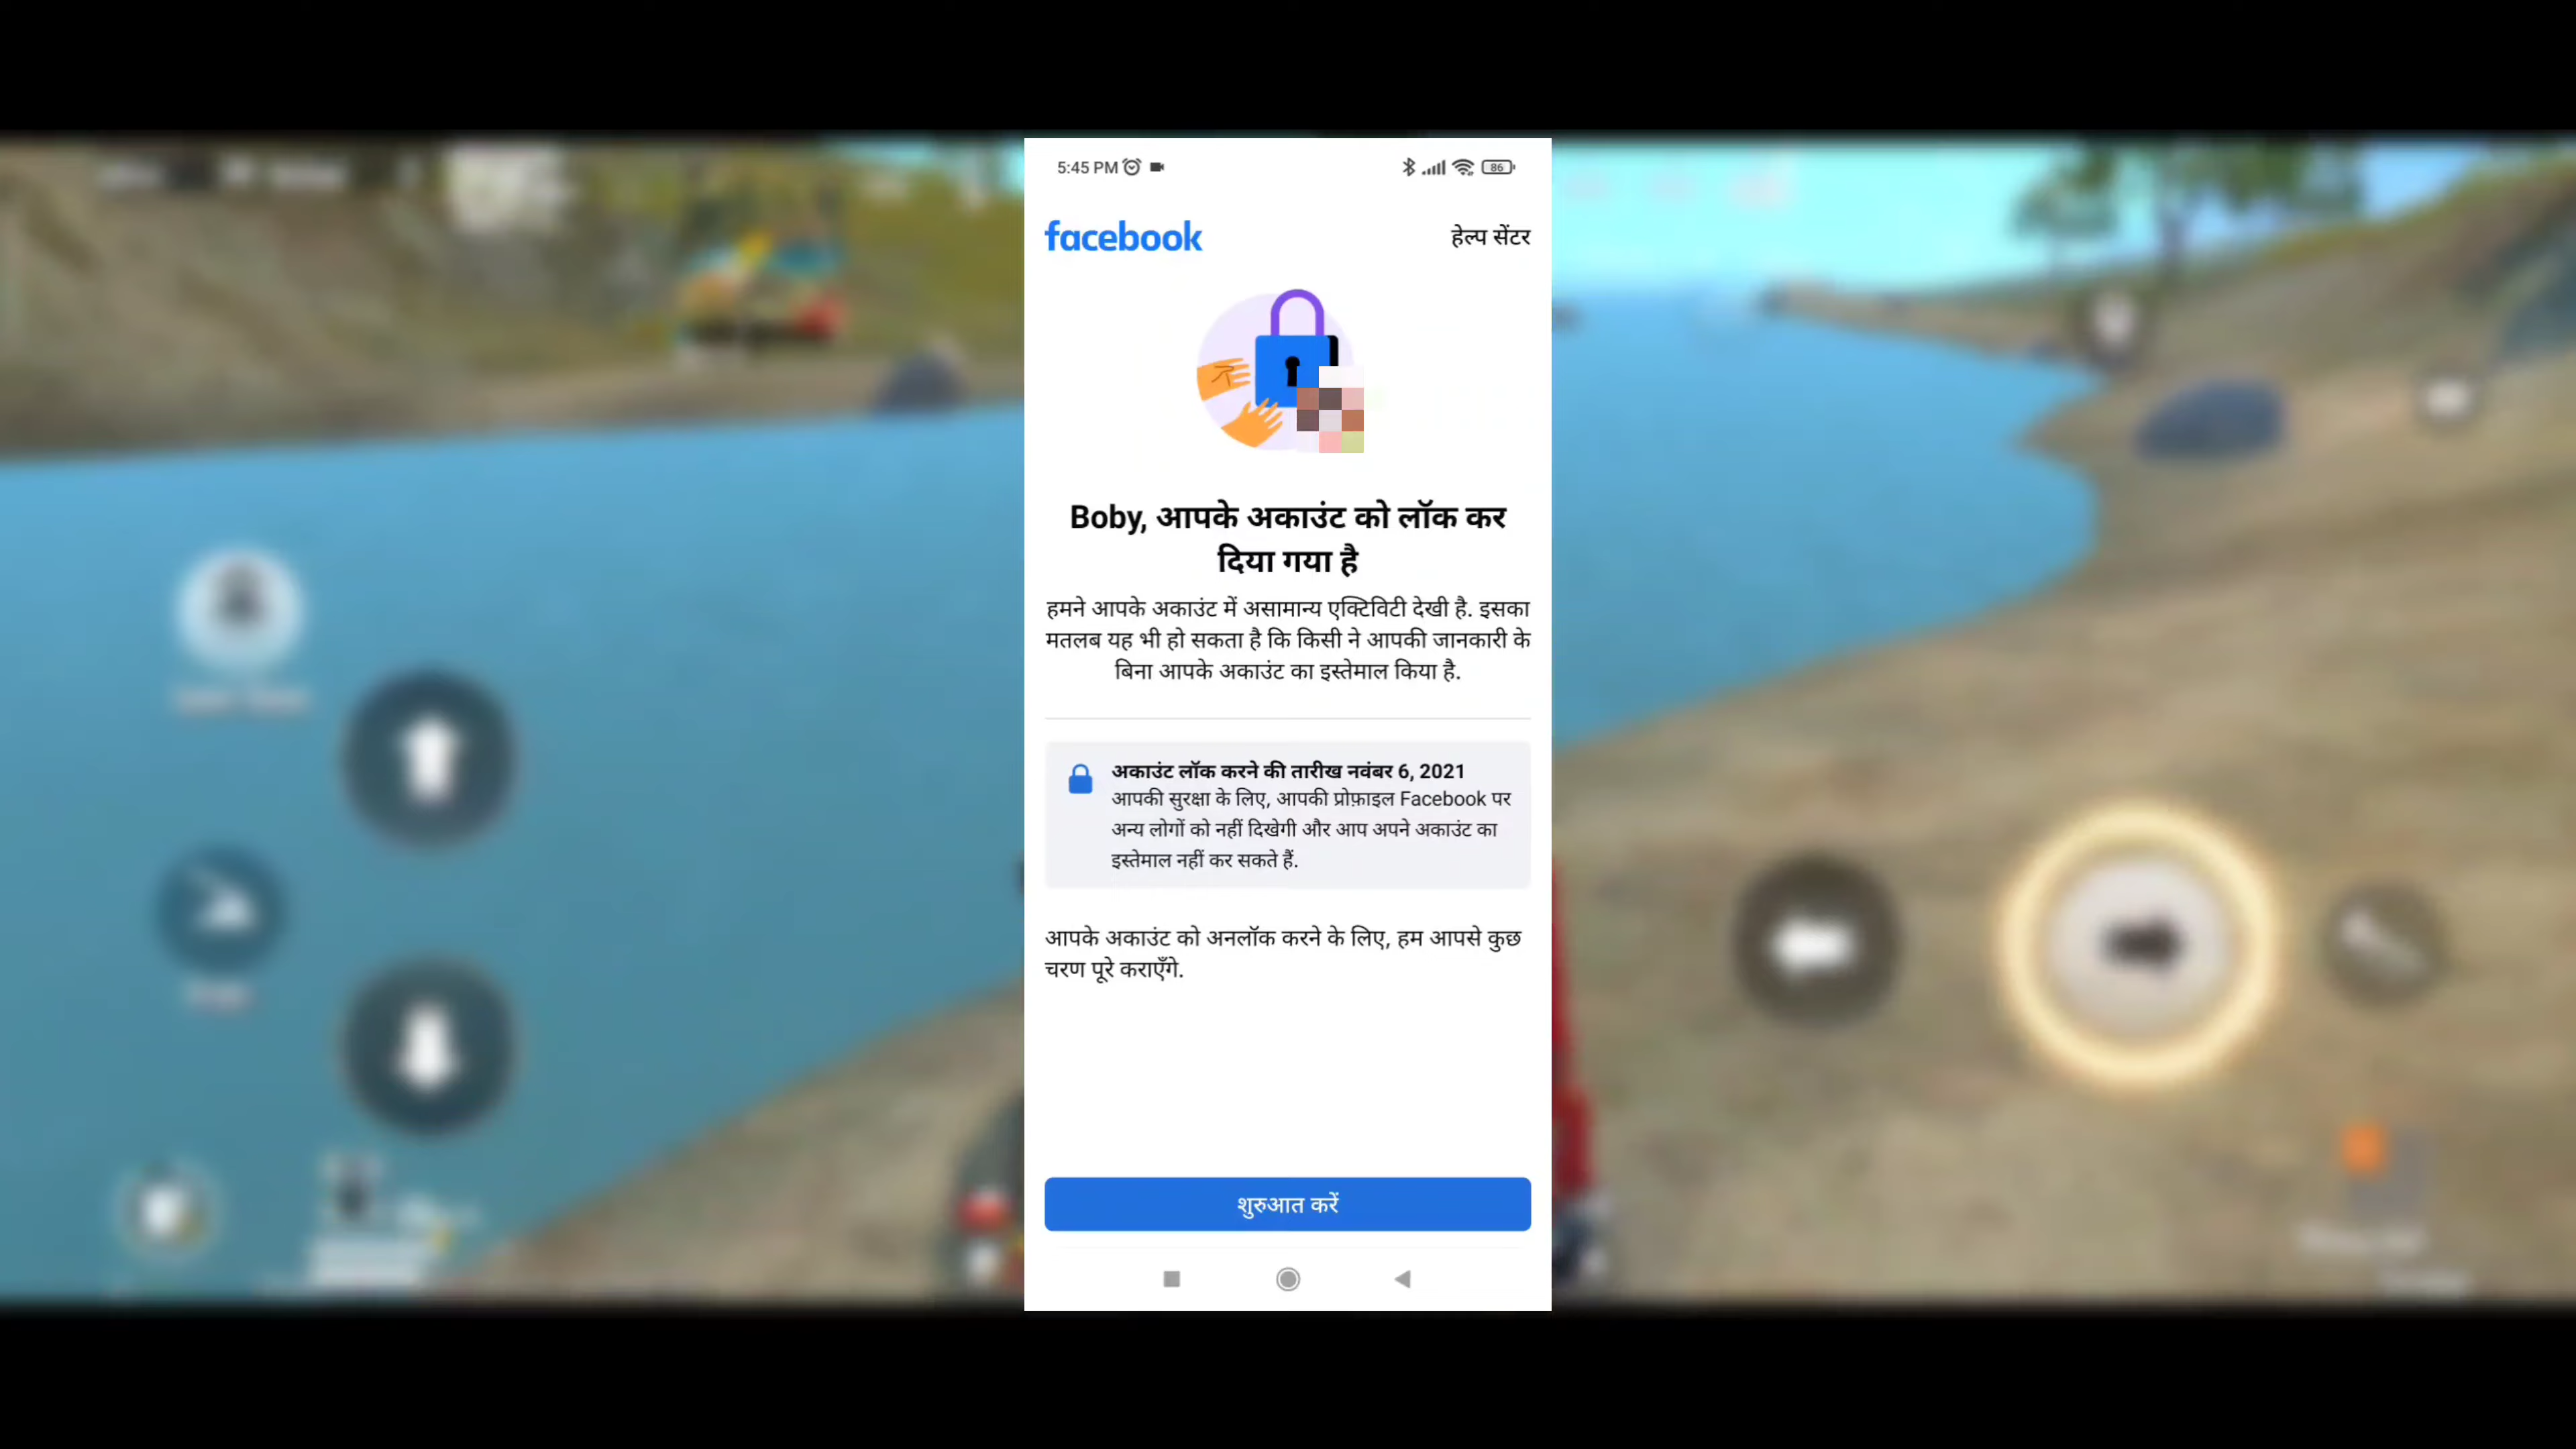 5:45 PM
86
facebook
हेल्प सेंटर
Boby, आपके अकाउंट को लॉक कर
दिया गया है
हमने आपके अकाउंट में असामान्य एक्टिविटी देखी है. इसका
मतलब यह भी हो सकता है कि किसी ने आपकी जानकारी के
बिना आपके अकाउंट का इस्तेमाल किया है.
अकाउंट लॉक करने की तारीख नवंबर 6, 2021
आपकी सुरक्षा के लिए, आपकी प्रोफ़ाइल Facebook पर
अन्य लोगों को नहीं दिखेगी और आप अपने अकाउंट का
इस्तेमाल नहीं कर सकते हैं.
आपके अकाउंट को अनलॉक करने के लिए, हम आपसे कुछ
चरण पूरे कराएँगे.
शुरुआत करें